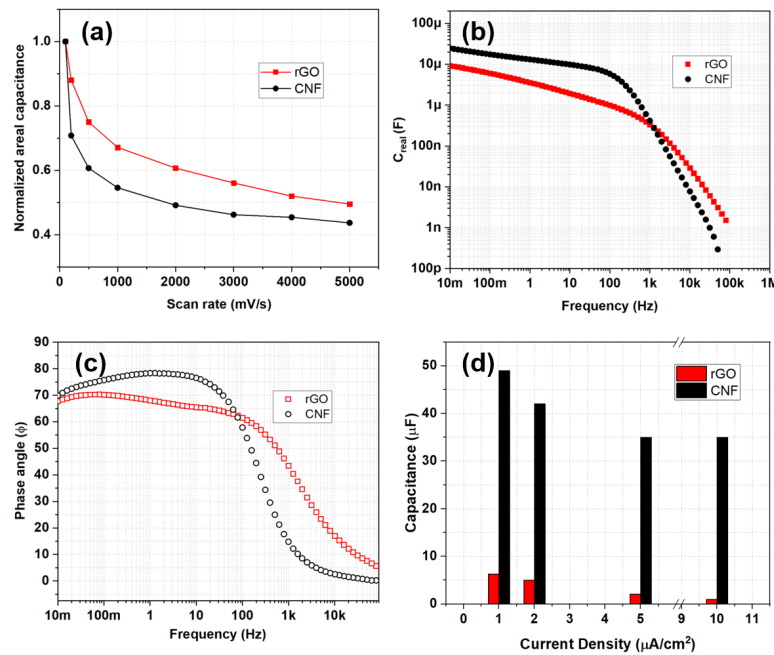 (a)
rGO
CNF
Normalized areal capacitance
1.0
0.8
0.6
0.4
0 1000 2000 3000 4000 5000
Scan rate (mV/s)
(b)
rGO
CNF
C_real (F)
100µ
10µ
1µ
100n
10n
1n
100p
10m 100m 1 10 100 1k 10k 100k 1M
Frequency (Hz)
(c)
rGO
CNF
Phase angle (ϕ)
90
80
70
60
50
40
30
20
10
0
10m 100m 1 10 100 1k 10k
Frequency (Hz)
(d)
rGO
CNF
Capacitance (µF)
50
40
30
20
10
0
0 1 2 3 4 5 9 10 11
Current Density (µA/cm²)